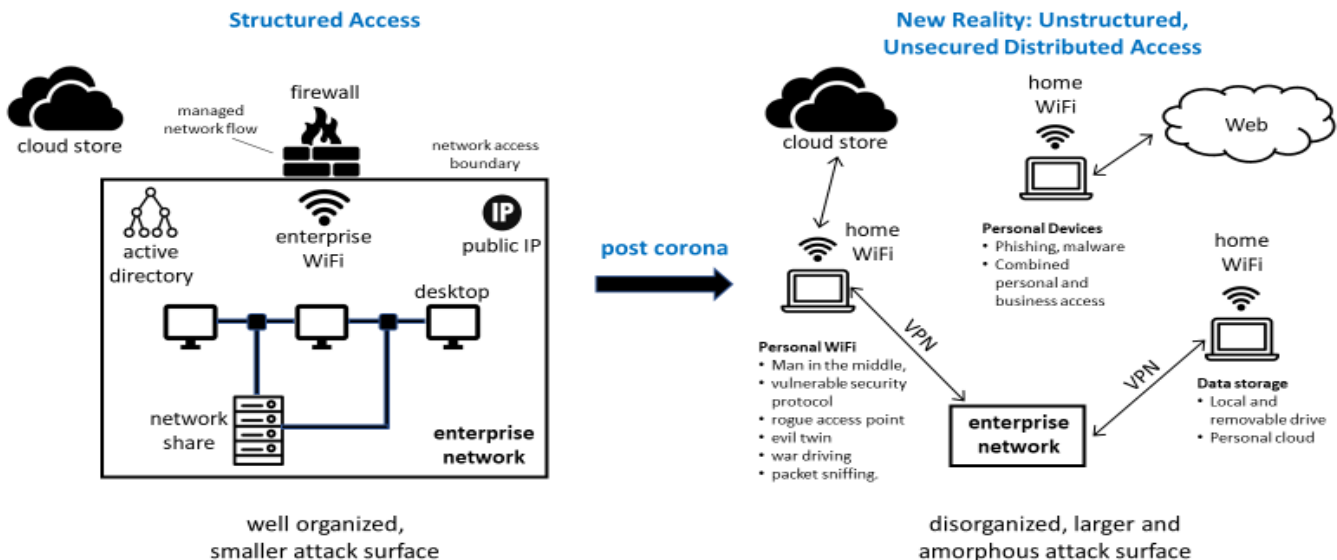 Structured Access
cloud store
managed
network flow
firewall
network access
boundary
active
directory
enterprise
WiFi
IP
public IP
desktop
network
share
enterprise
network
well organized,
smaller attack surface
post corona
New Reality: Unstructured,
Unsecured Distributed Access
cloud store
home
WiFi
Web
home
WiFi
Personal Devices
• Phishing, malware
• Combined
personal and
business access
home
WiFi
VPN
Personal WiFi
• Man in the middle,
• vulnerable security
protocol
• rogue access point
• evil twin
• war driving
• packet sniffing.
enterprise
network
VPN
Data storage
• Local and
removable drive
• Personal cloud
disorganized, larger and
amorphous attack surface